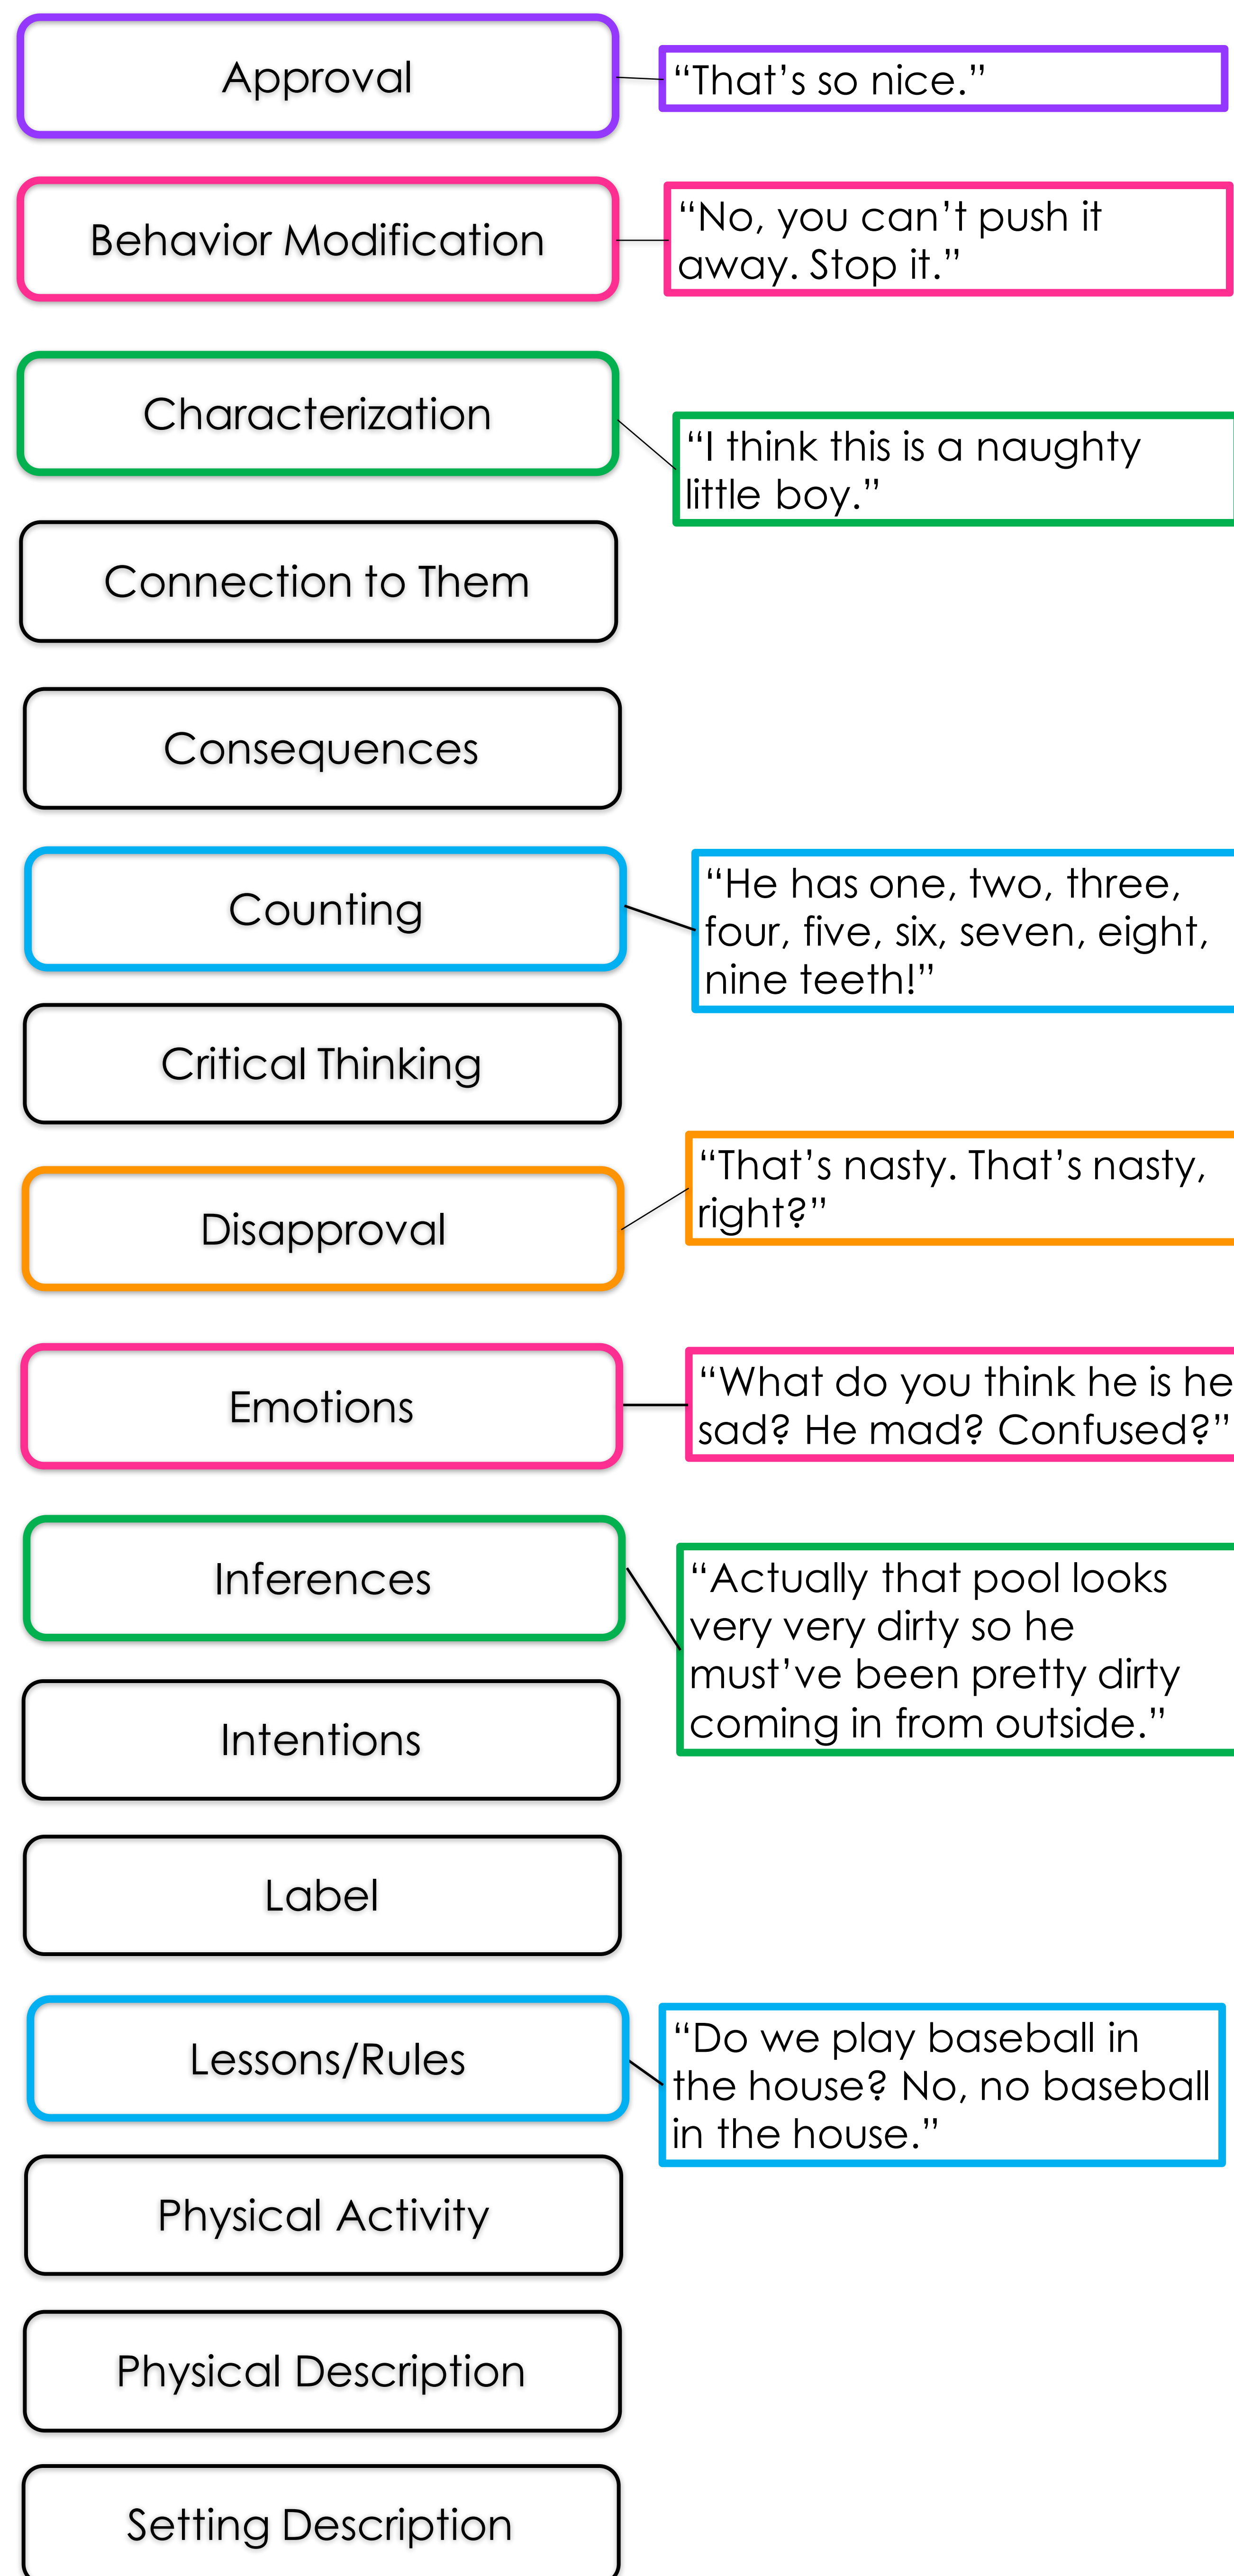 Approval
“That’s so nice.”
Behavior Modification
“No, you can’t push it
away. Stop it.”
Characterization
“I think this is a naughty
little boy.”
Connection to Them
Consequences
Counting
“He has one, two, three,
four, five, six, seven, eight,
nine teeth!”
Critical Thinking
Disapproval
“That’s nasty. That’s nasty,
right?”
Emotions
“What do you think he is he
sad? He mad? Confused?”
Inferences
“Actually that pool looks
very very dirty so he
must’ve been pretty dirty
coming in from outside.”
Intentions
Label
Lessons/Rules
“Do we play baseball in
the house? No, no baseball
in the house.”
Physical Activity
Physical Description
Setting Description